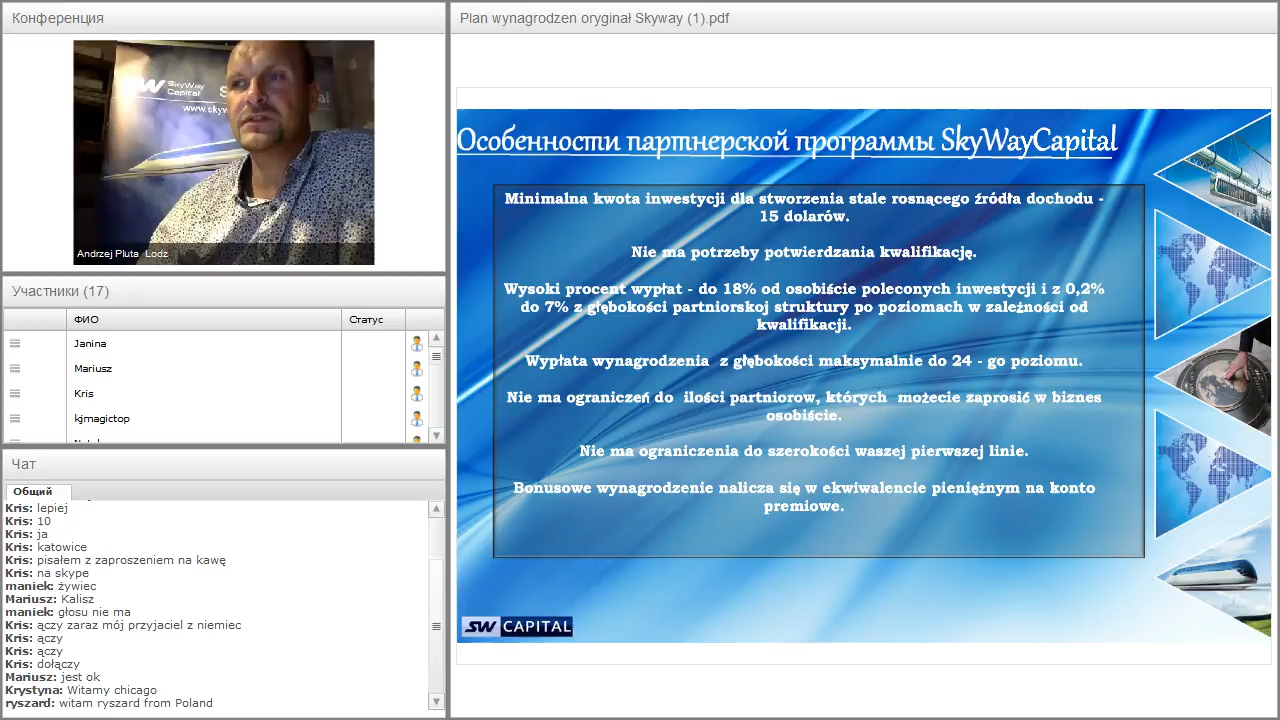 Конференция
SkyWay
Capital
www.skyw
Andrzej Pluta Lodz
Участники (17)
ФИО
Статус
Janina
Mariusz
Kris
kjmagictop
Чат
Общий
Kris: lepiej
Kris: 10
Kris: ja
Kris: katowice
Kris: pisałem z zaproszeniem na kawę
Kris: na skype
maniek: żywiec
Mariusz: Kalisz
maniek: głosu nie ma
Kris: ączy zaraz mój przyjaciel z niemiec
Kris: ączy
Kris: ączy
Kris: dołączy
Mariusz: jest ok
Krystyna: Witamy chicago
ryszard: witam ryszard from Poland
Plan wynagrodzen oryginał Skyway (1).pdf
Особенности партнерской программы SkyWayCapital
Minimalna kwota inwestycji dla stworzenia stale rosnącego źródła dochodu -
15 dolarów.
Nie ma potrzeby potwierdzania kwalifikację.
Wysoki procent wypłat - do 18% od osobiście poleconych inwestycji i z 0,2%
do 7% z głębokości partniorskoj struktury po poziomach w zależności od
kwalifikacji.
Wypłata wynagrodzenia z głębokości maksymalnie do 24 - go poziomu.
Nie ma ograniczeń do ilości partniorow, których możecie zaprosić w biznes
osobiście.
Nie ma ograniczenia do szerokości waszej pierwszej linie.
Bonusowe wynagrodzenie nalicza się w ekwiwalencie pieniężnym na konto
premiowe.
SW CAPITAL